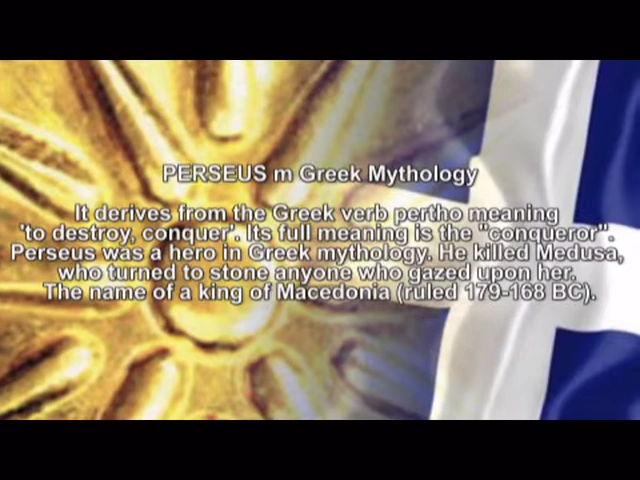 PERSEUS m Greek Mythology
It derives from the Greek verb pertho meaning
'to destroy, conquer'. Its full meaning is the "conqueror".
Perseus was a hero in Greek mythology. He killed Medusa,
who turned to stone anyone who gazed upon her.
The name of a king of Macedonia (ruled 179-168 BC).